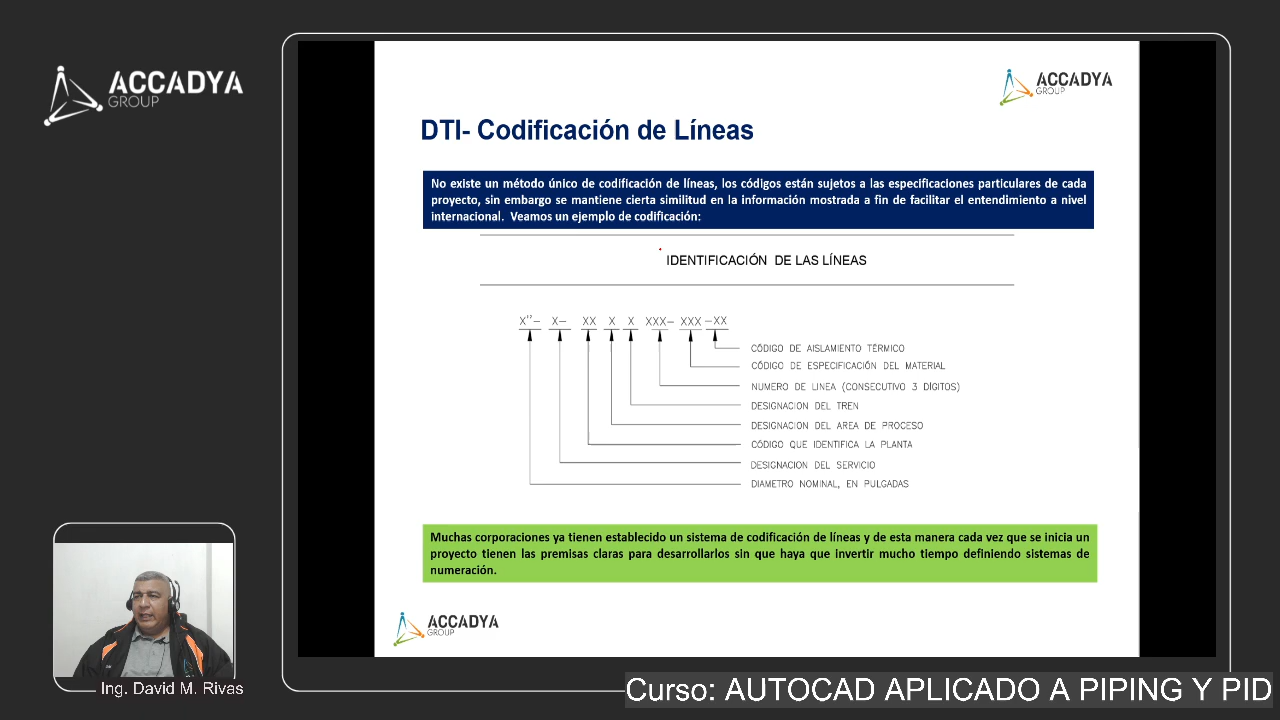 ACCADYA
GROUP
ACCADYA
GROUP
DTI- Codificación de Líneas
No existe un método único de codificación de líneas, los códigos están sujetos a las especificaciones particulares de cada
proyecto, sin embargo se mantiene cierta similitud en la información mostrada a fin de facilitar el entendimiento a nivel
internacional. Veamos un ejemplo de codificación:
IDENTIFICACIÓN DE LAS LÍNEAS
X"- X- XX X X XXX- XXX -XX
CÓDIGO DE AISLAMIENTO TÉRMICO
CÓDIGO DE ESPECIFICACIÓN DEL MATERIAL
NUMERO DE LINEA (CONSECUTIVO 3 DÍGITOS)
DESIGNACION DEL TREN
DESIGNACION DEL AREA DE PROCESO
CÓDIGO QUE IDENTIFICA LA PLANTA
DESIGNACION DEL SERVICIO
DIAMETRO NOMINAL, EN PULGADAS
Muchas corporaciones ya tienen establecido un sistema de codificación de líneas y de esta manera cada vez que se inicia un
proyecto tienen las premisas claras para desarrollarlos sin que haya que invertir mucho tiempo definiendo sistemas de
numeración.
ACCADYA
GROUP
Ing. David M. Rivas
Curso: AUTOCAD APLICADO A PIPING Y PID